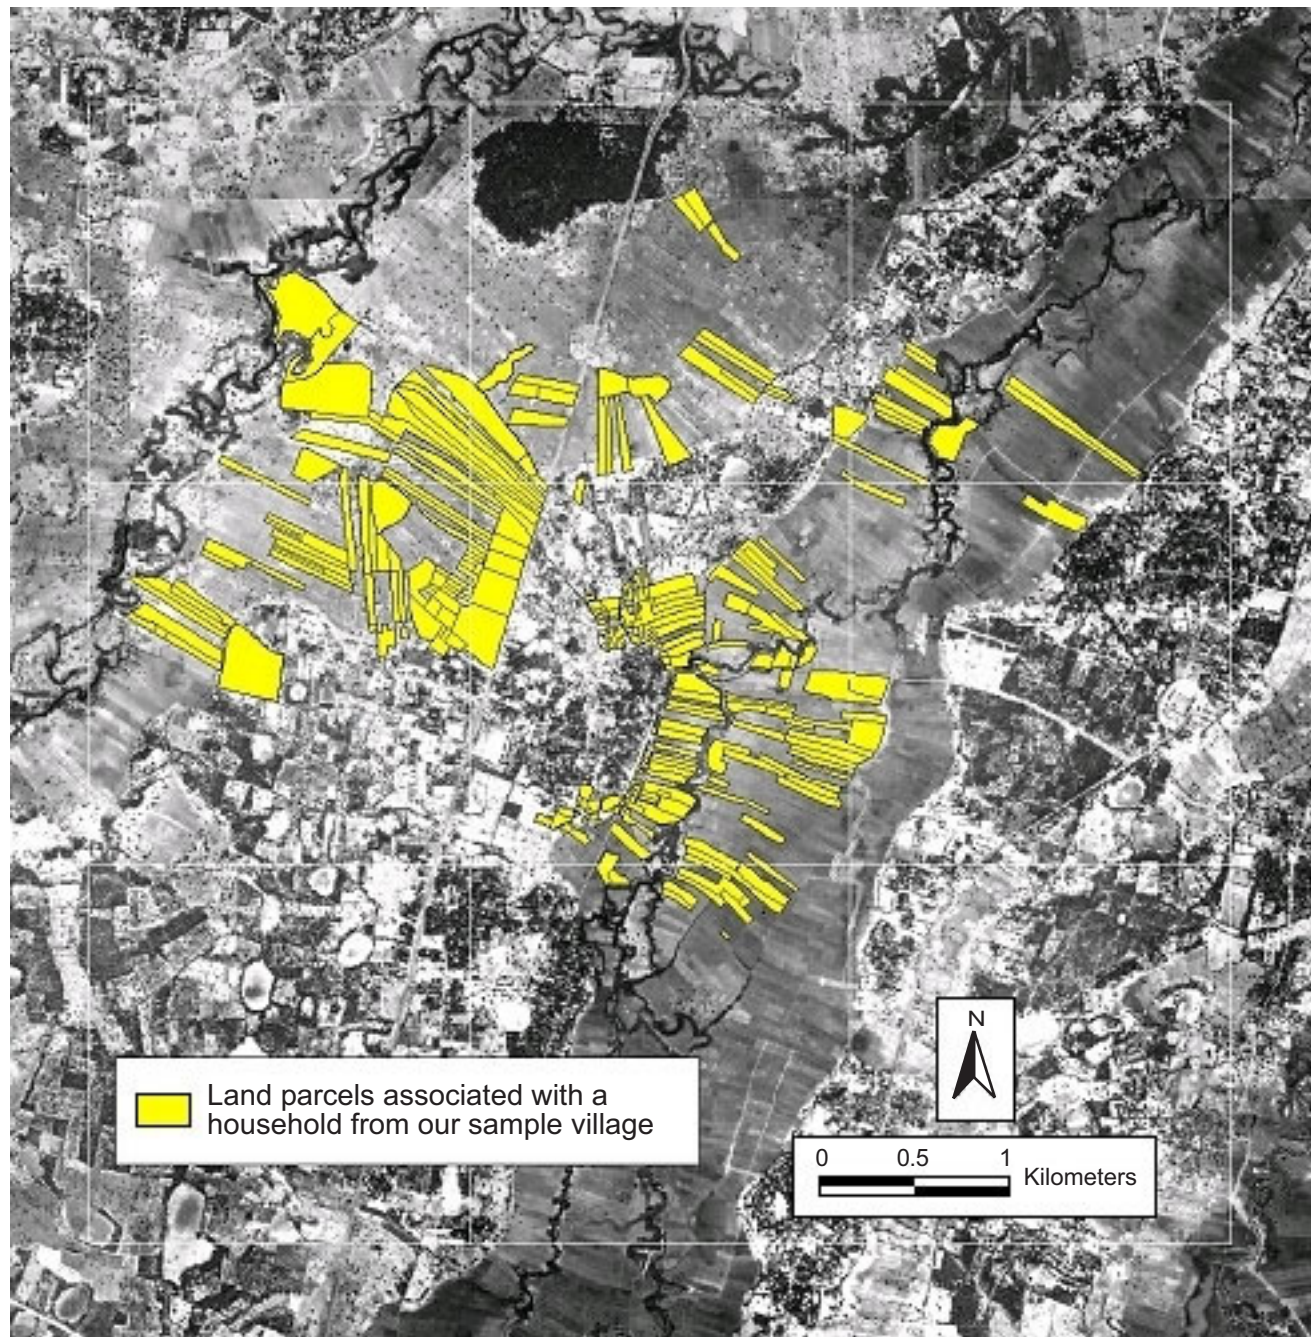 N
Land parcels associated with a
household from our sample village
0 0.5 1
Kilometers